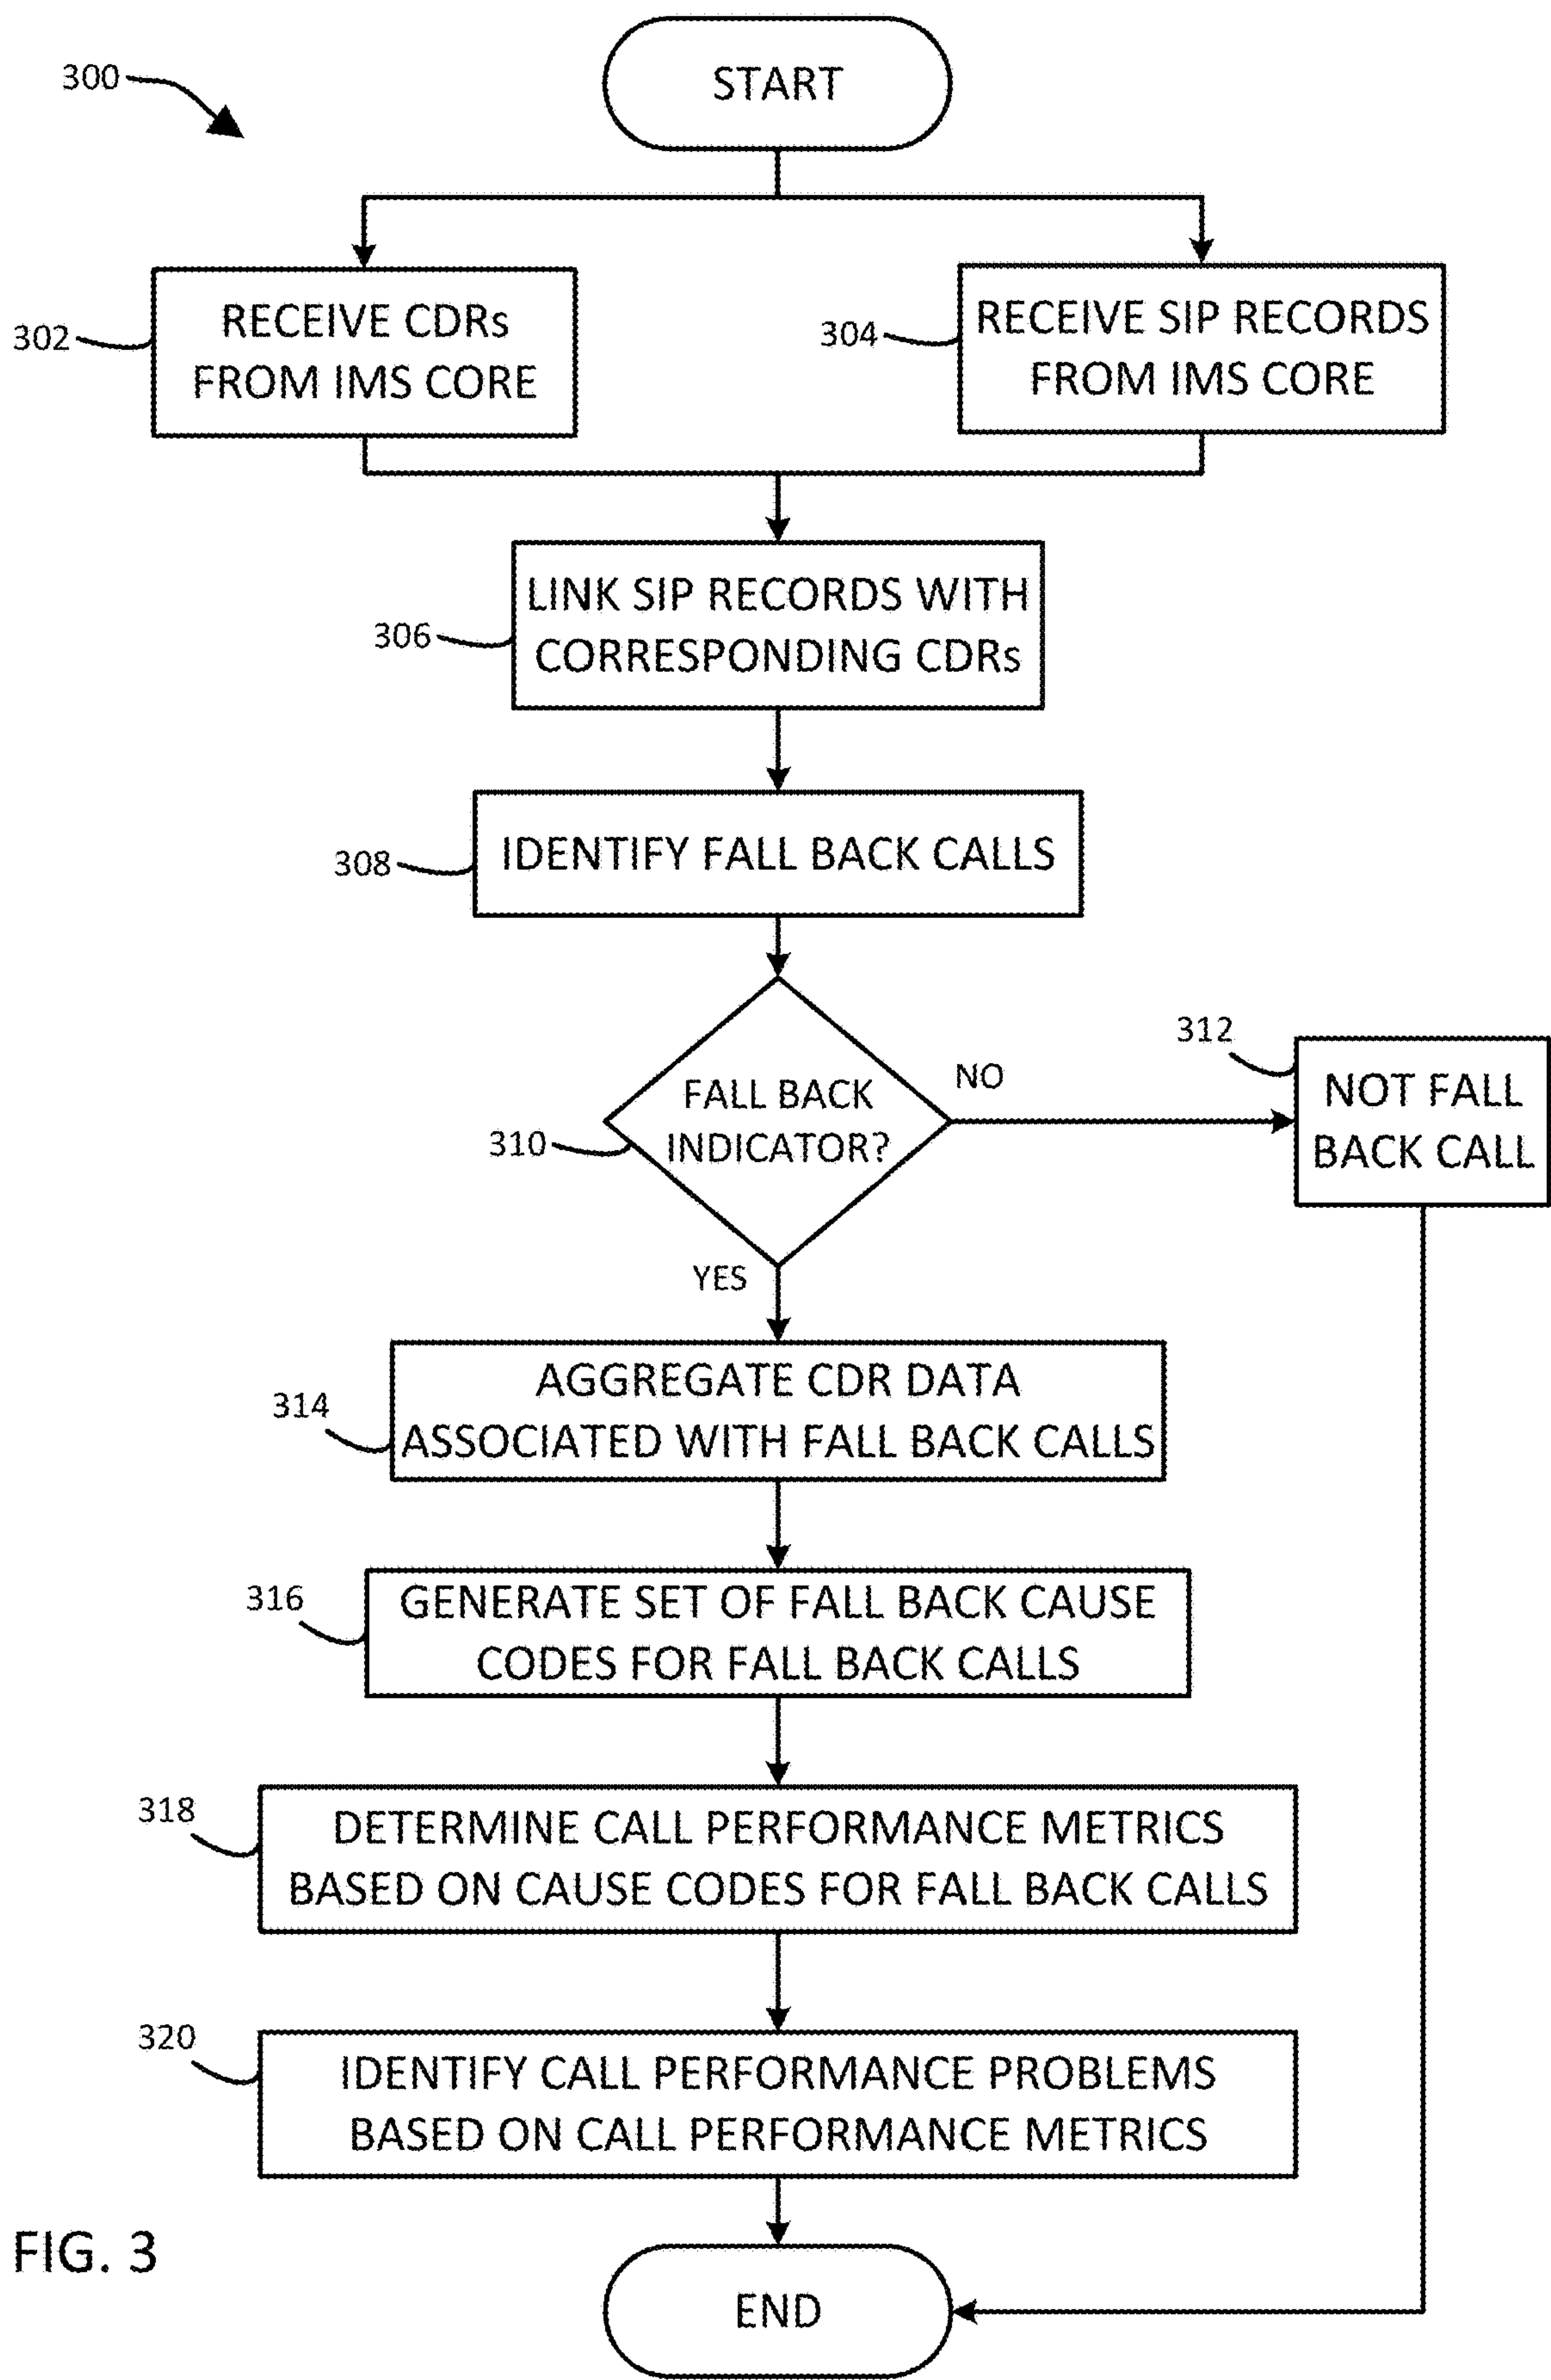 START
300
RECEIVE CDRs
FROM IMS CORE
302
RECEIVE SIP RECORDS
FROM IMS CORE
304
LINK SIP RECORDS WITH
CORRESPONDING CDRs
306
IDENTIFY FALL BACK CALLS
308
FALL BACK
INDICATOR?
310
NO
312
NOT FALL
BACK CALL
YES
AGGREGATE CDR DATA
ASSOCIATED WITH FALL BACK CALLS
314
GENERATE SET OF FALL BACK CAUSE
CODES FOR FALL BACK CALLS
316
DETERMINE CALL PERFORMANCE METRICS
BASED ON CAUSE CODES FOR FALL BACK CALLS
318
IDENTIFY CALL PERFORMANCE PROBLEMS
BASED ON CALL PERFORMANCE METRICS
320
FIG. 3
END